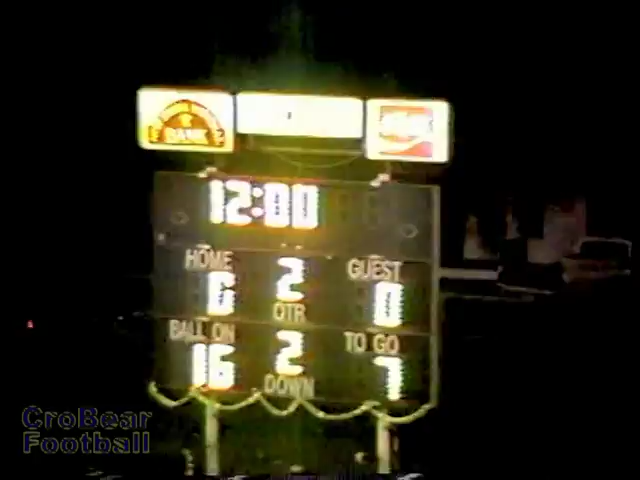 BANK
12:00
HOME 2 GUEST
6 QTR 0
BALL ON 2 TO GO
16 DOWN 7
CroBear
Football